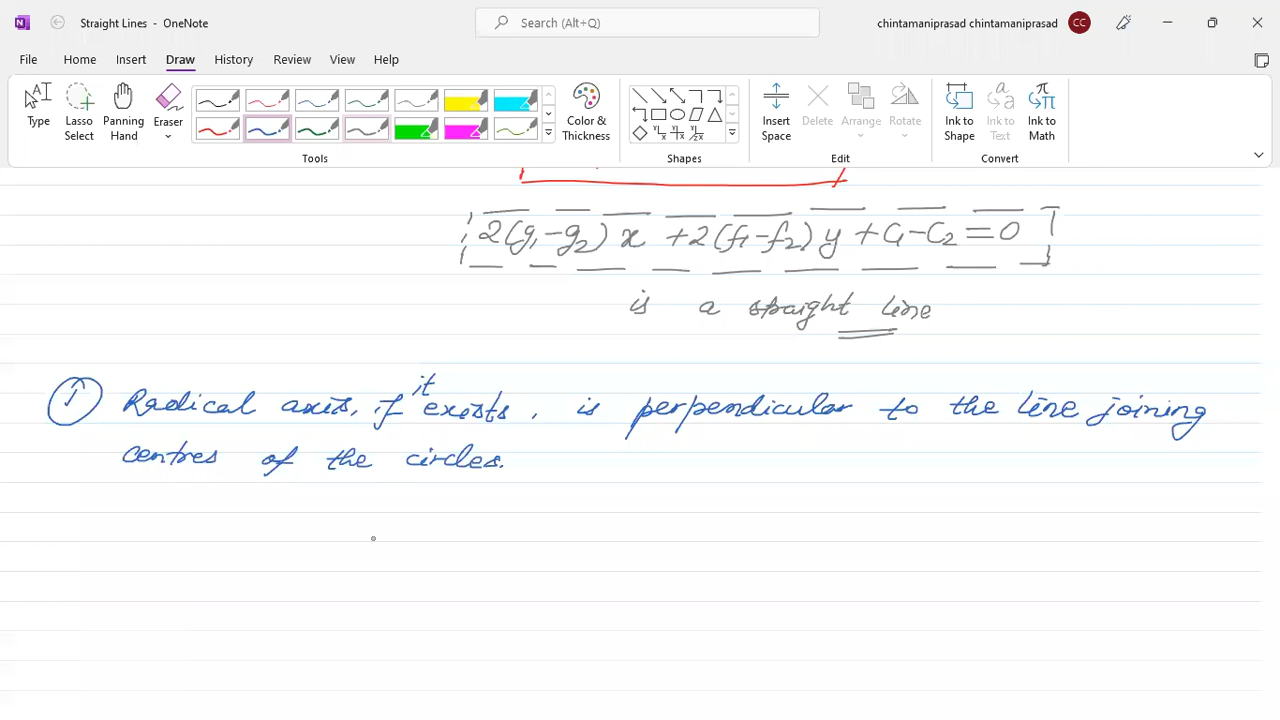 Straight Lines - OneNote
Search (Alt+Q)
chintamaniprasad chintamaniprasad
CC
File Home Insert Draw History Review View Help
Type
Lasso Select
Panning Hand
Eraser
Color & Thickness
Insert Space
Delete
Arrange
Rotate
Ink to Shape
Ink to Text
Ink to Math
Tools
Shapes
Edit
Convert
2(g₁-g₂)x +2(f₁-f₂)y+C₁-C₂=0
is a straight line
① Radical axis, if it exists, is perpendicular to the line joining
centres of the circles.